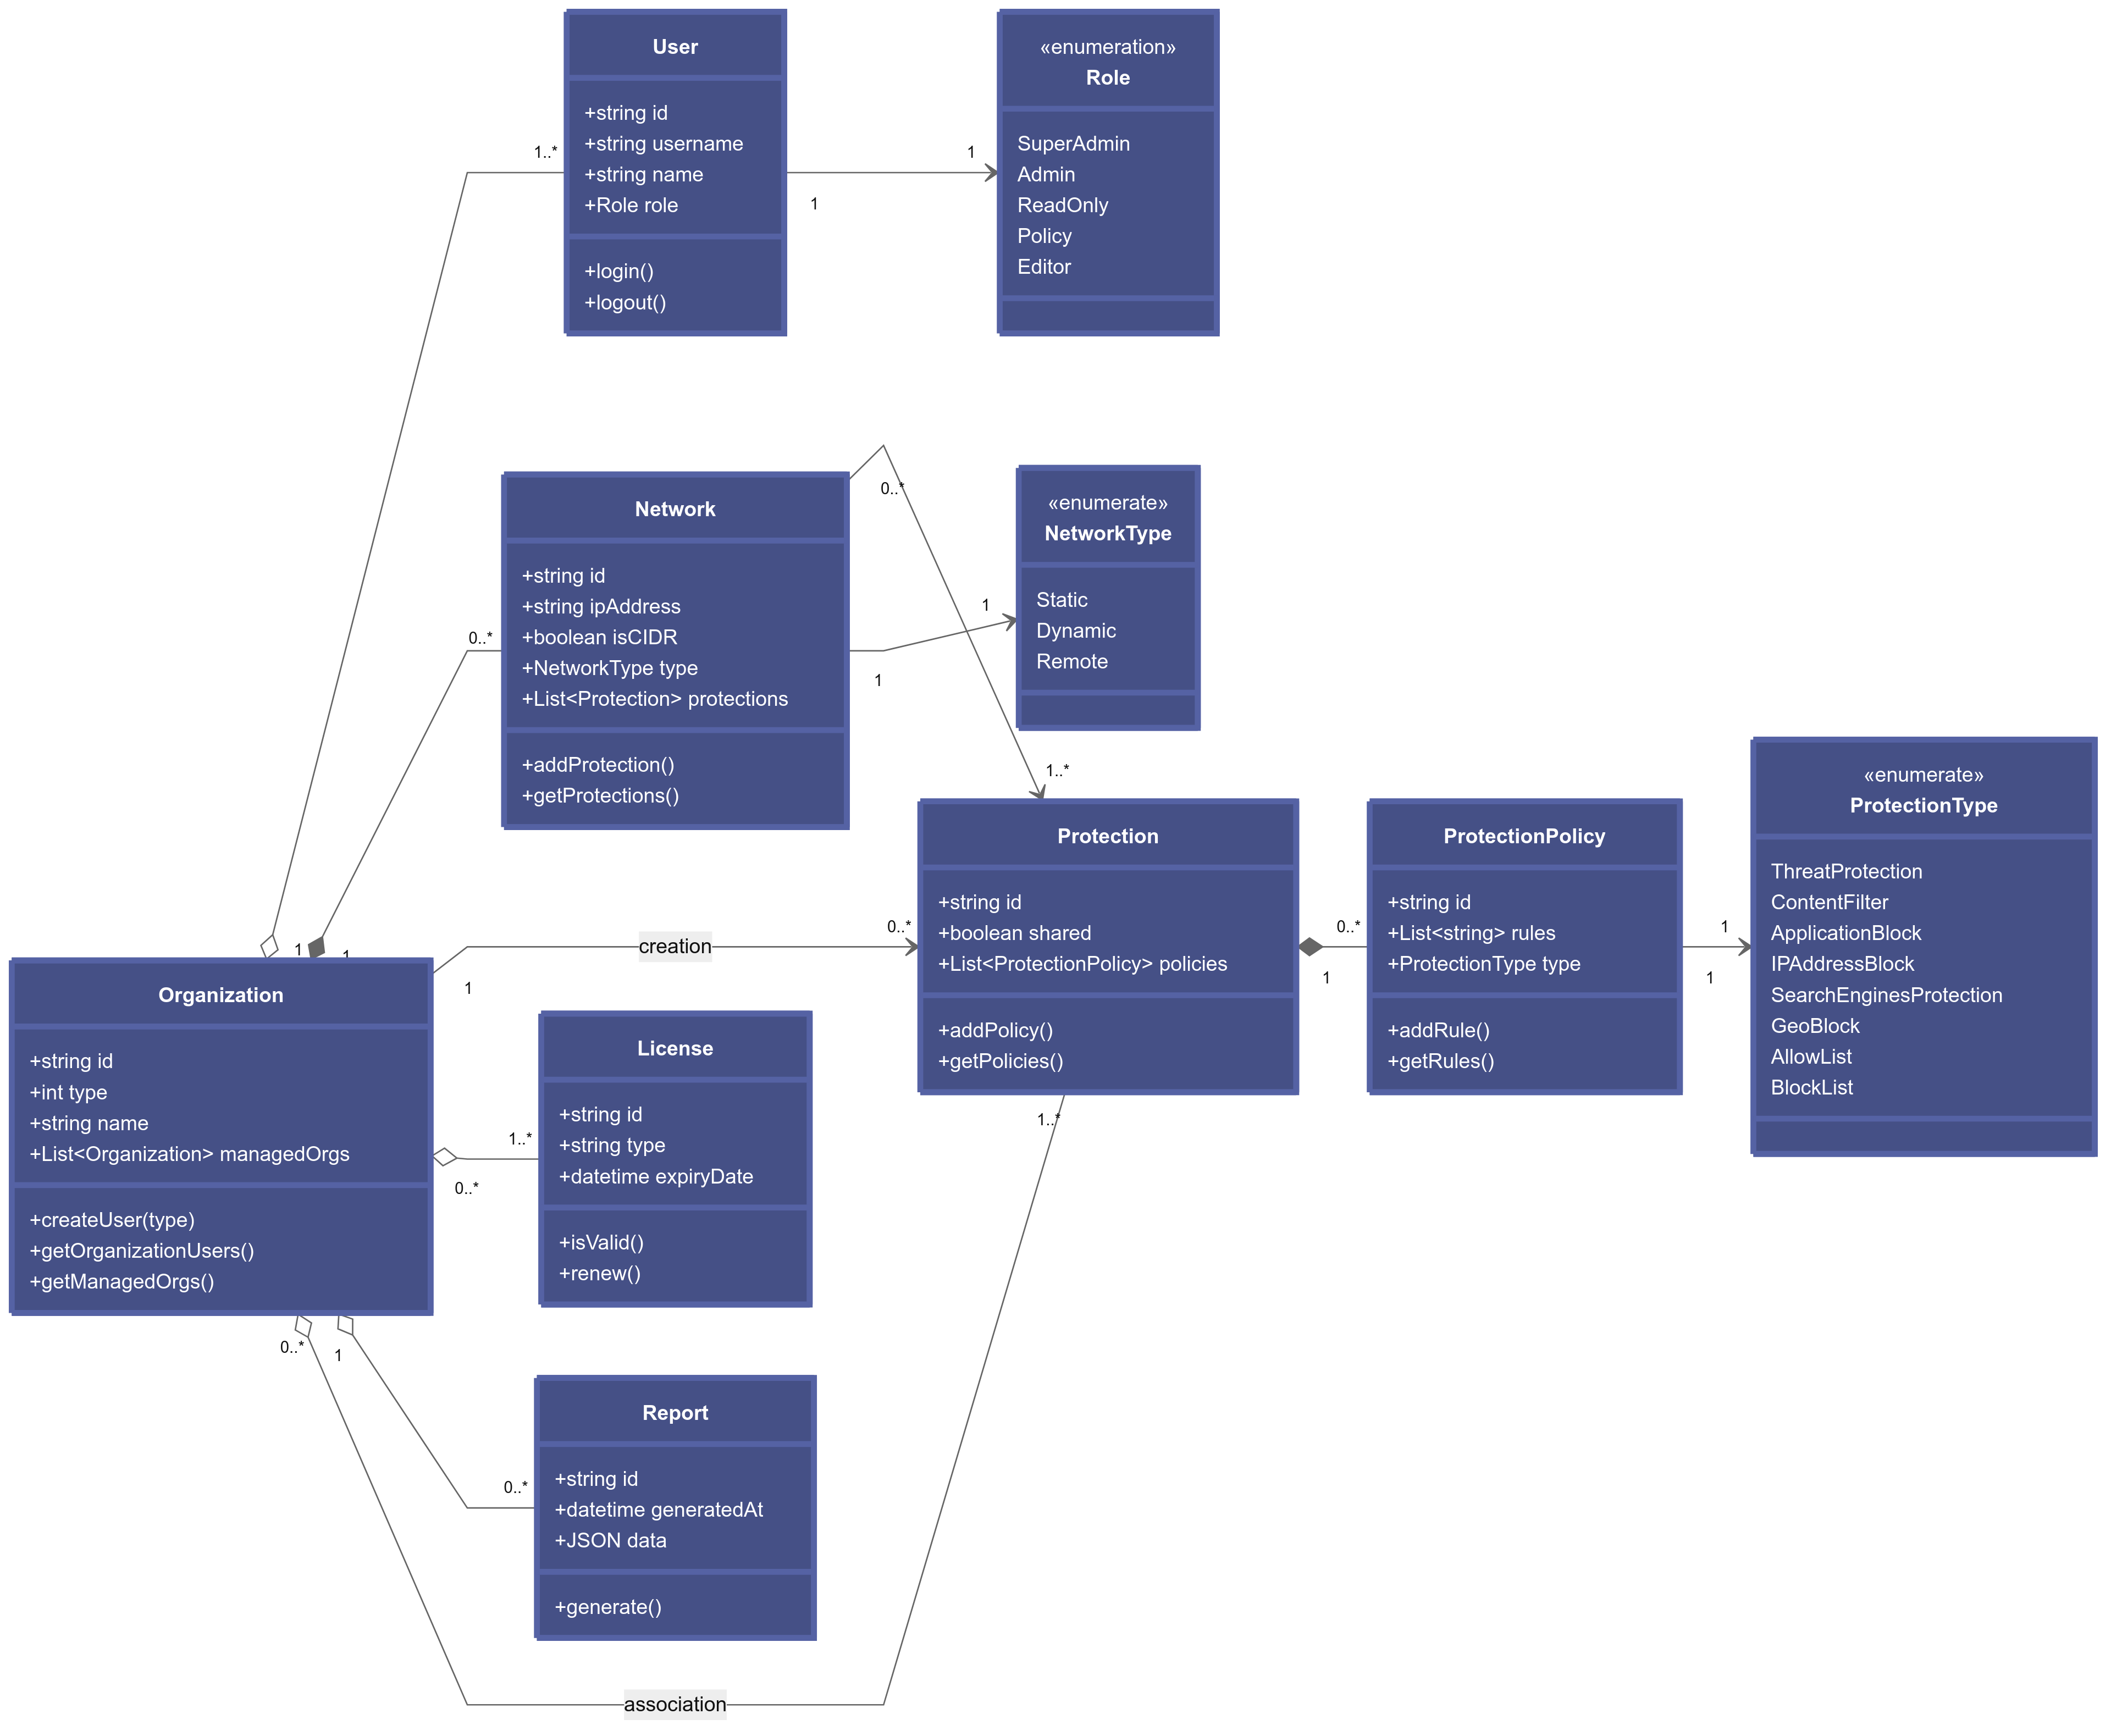 User
+string id
+string username
+string name
+Role role
+login()
+logout()
«enumeration»
Role
SuperAdmin
Admin
ReadOnly
Policy
Editor
1..*
1
1
Network
+string id
+string ipAddress
+boolean isCIDR
+NetworkType type
+List<Protection> protections
+addProtection()
+getProtections()
0..*
«enumerate»
NetworkType
Static
Dynamic
Remote
0..*
1
1
1..*
«enumerate»
ProtectionType
ThreatProtection
ContentFilter
ApplicationBlock
IPAddressBlock
SearchEnginesProtection
GeoBlock
AllowList
BlockList
Protection
+string id
+boolean shared
+List<ProtectionPolicy> policies
+addPolicy()
+getPolicies()
ProtectionPolicy
+string id
+List<string> rules
+ProtectionType type
+addRule()
+getRules()
0..*
1
1
1
1
1
creation
0..*
1
Organization
+string id
+int type
+string name
+List<Organization> managedOrgs
+createUser(type)
+getOrganizationUsers()
+getManagedOrgs()
License
+string id
+string type
+datetime expiryDate
+isValid()
+renew()
1..*
0..*
1..*
0..*
1
Report
+string id
+datetime generatedAt
+JSON data
+generate()
0..*
association